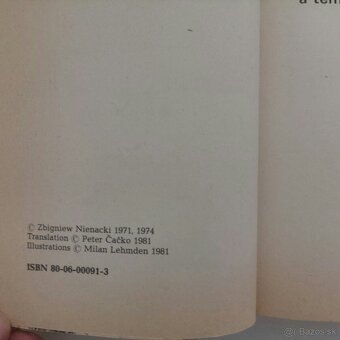 a tem
© Zbigniew Nienacki 1971, 1974
Translation © Peter Čačko 1981
Illustrations © Milan Lehmden 1981
ISBN 80-06-00091-3
Bazos.sk